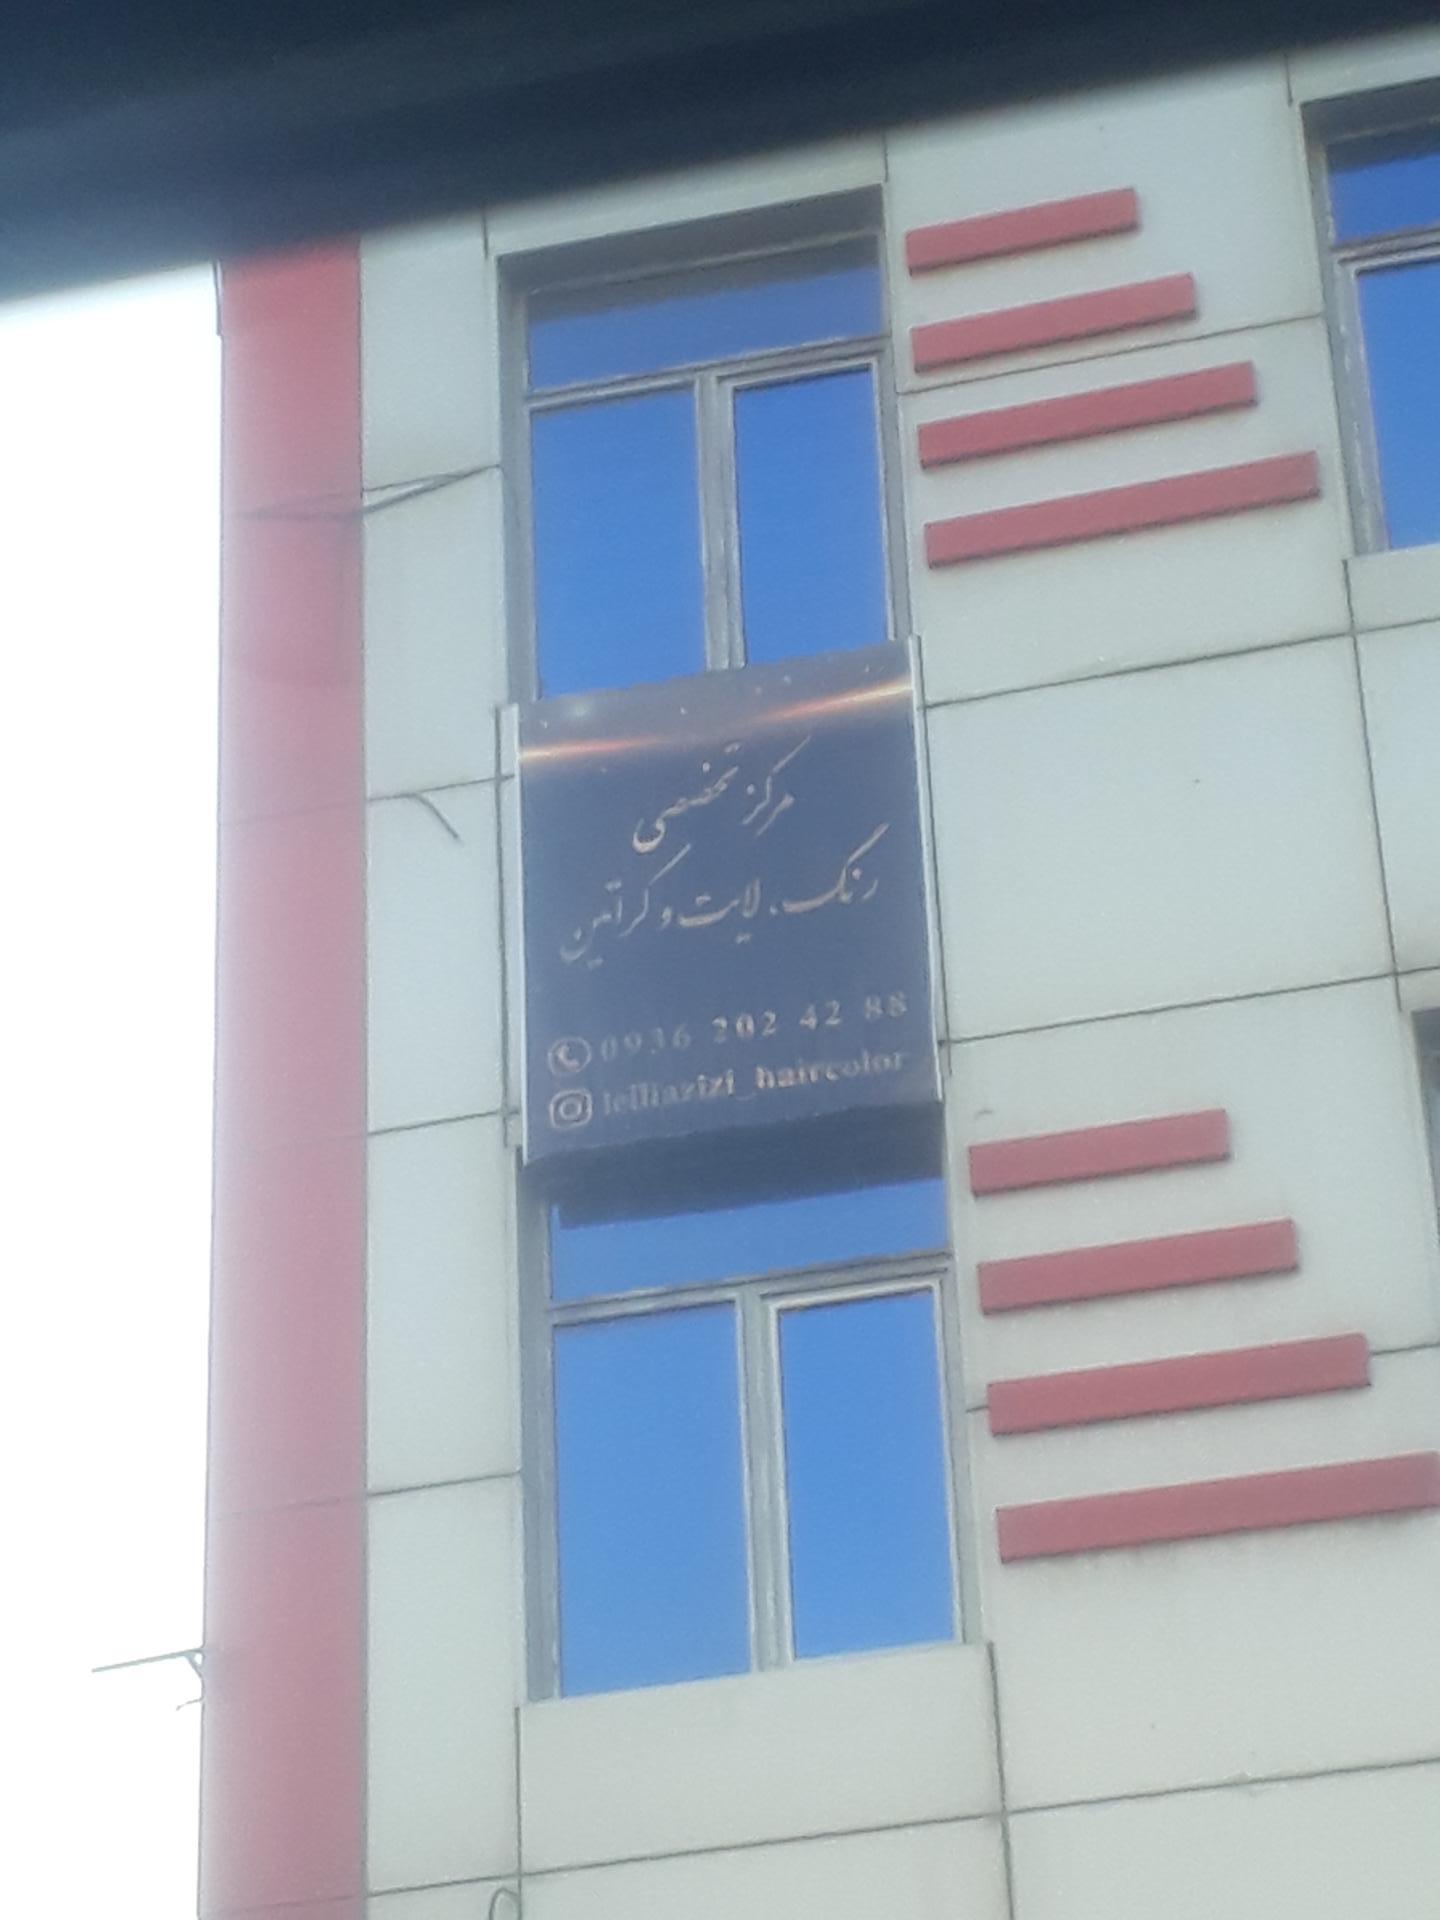 مرکز تخصصی
رنگ، لایت و کراتین
0936 202 42 88
leiliazizi_haircolor